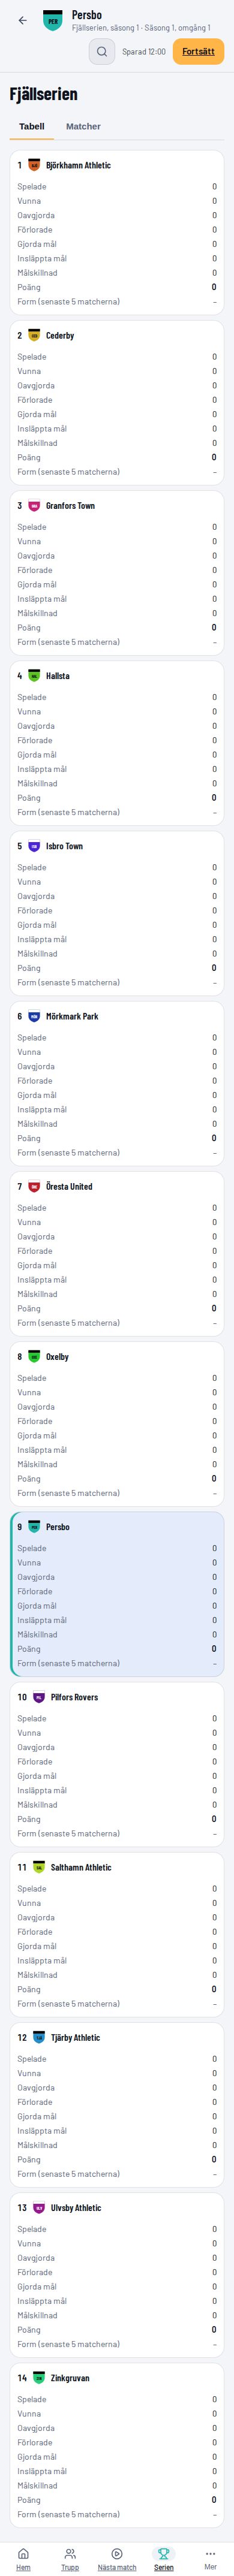 Persbo
Fjällserien, säsong 1 · Säsong 1, omgång 1
Sparad 12:00
Fortsätt
Fjällserien
Tabell Matcher
1 Björkhamn Athletic
Spelade 0
Vunna 0
Oavgjorda 0
Förlorade 0
Gjorda mål 0
Insläppta mål 0
Målskillnad 0
Poäng 0
Form (senaste 5 matcherna) –
2 Cederby
Spelade 0
Vunna 0
Oavgjorda 0
Förlorade 0
Gjorda mål 0
Insläppta mål 0
Målskillnad 0
Poäng 0
Form (senaste 5 matcherna) –
3 Granfors Town
Spelade 0
Vunna 0
Oavgjorda 0
Förlorade 0
Gjorda mål 0
Insläppta mål 0
Målskillnad 0
Poäng 0
Form (senaste 5 matcherna) –
4 Hallsta
Spelade 0
Vunna 0
Oavgjorda 0
Förlorade 0
Gjorda mål 0
Insläppta mål 0
Målskillnad 0
Poäng 0
Form (senaste 5 matcherna) –
5 Isbro Town
Spelade 0
Vunna 0
Oavgjorda 0
Förlorade 0
Gjorda mål 0
Insläppta mål 0
Målskillnad 0
Poäng 0
Form (senaste 5 matcherna) –
6 Mörkmark Park
Spelade 0
Vunna 0
Oavgjorda 0
Förlorade 0
Gjorda mål 0
Insläppta mål 0
Målskillnad 0
Poäng 0
Form (senaste 5 matcherna) –
7 Öresta United
Spelade 0
Vunna 0
Oavgjorda 0
Förlorade 0
Gjorda mål 0
Insläppta mål 0
Målskillnad 0
Poäng 0
Form (senaste 5 matcherna) –
8 Oxelby
Spelade 0
Vunna 0
Oavgjorda 0
Förlorade 0
Gjorda mål 0
Insläppta mål 0
Målskillnad 0
Poäng 0
Form (senaste 5 matcherna) –
9 Persbo
Spelade 0
Vunna 0
Oavgjorda 0
Förlorade 0
Gjorda mål 0
Insläppta mål 0
Målskillnad 0
Poäng 0
Form (senaste 5 matcherna) –
10 Pilfors Rovers
Spelade 0
Vunna 0
Oavgjorda 0
Förlorade 0
Gjorda mål 0
Insläppta mål 0
Målskillnad 0
Poäng 0
Form (senaste 5 matcherna) –
11 Salthamn Athletic
Spelade 0
Vunna 0
Oavgjorda 0
Förlorade 0
Gjorda mål 0
Insläppta mål 0
Målskillnad 0
Poäng 0
Form (senaste 5 matcherna) –
12 Tjärby Athletic
Spelade 0
Vunna 0
Oavgjorda 0
Förlorade 0
Gjorda mål 0
Insläppta mål 0
Målskillnad 0
Poäng 0
Form (senaste 5 matcherna) –
13 Ulvsby Athletic
Spelade 0
Vunna 0
Oavgjorda 0
Förlorade 0
Gjorda mål 0
Insläppta mål 0
Målskillnad 0
Poäng 0
Form (senaste 5 matcherna) –
14 Zinkgruvan
Spelade 0
Vunna 0
Oavgjorda 0
Förlorade 0
Gjorda mål 0
Insläppta mål 0
Målskillnad 0
Poäng 0
Form (senaste 5 matcherna) –
Hem Trupp Nästa match Serien Mer